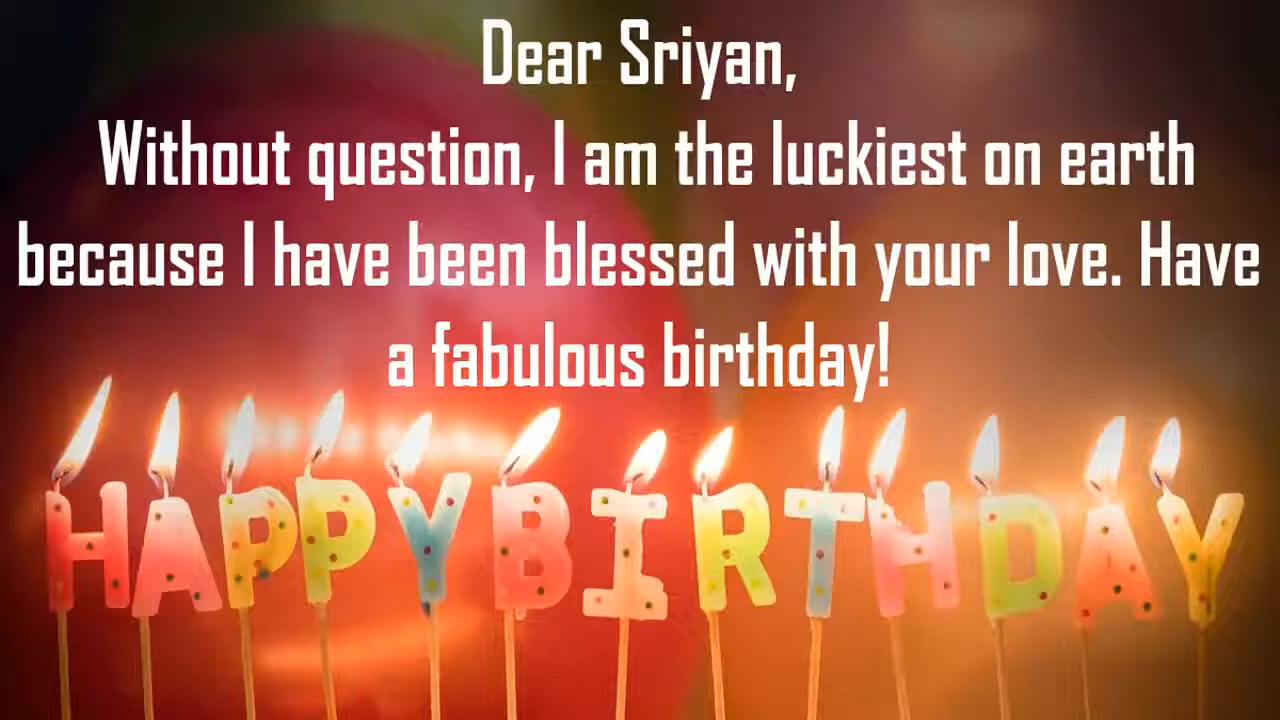 Dear Sriyan,
Without question, I am the luckiest on earth
because I have been blessed with your love. Have
a fabulous birthday!
HAPPY BIRTHDAY